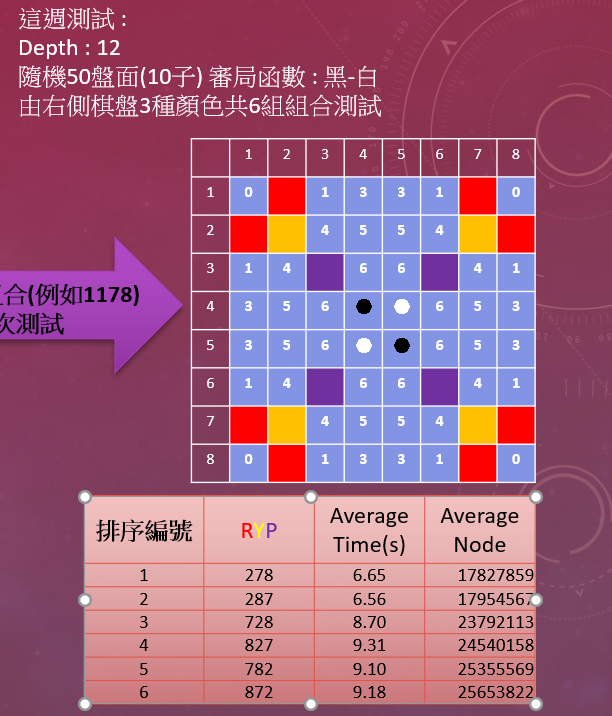 這週測試 :
Depth : 12
隨機50盤面(10子) 審局函數 : 黑-白
由右側棋盤3種顏色共6組組合測試
合(例如1178)
次測試
1 2 3 4 5 6 7 8
1 0 1 3 3 1 0
2 4 5 5 4
3 1 4 6 6 4 1
4 3 5 6 6 5 3
5 3 5 6 6 5 3
6 1 4 6 6 4 1
7 4 5 5 4
8 0 1 3 3 1 0
排序編號 RYP Average Time(s) Average Node
1 278 6.65 17827859
2 287 6.56 17954567
3 728 8.70 23792113
4 827 9.31 24540158
5 782 9.10 25355569
6 872 9.18 25653822